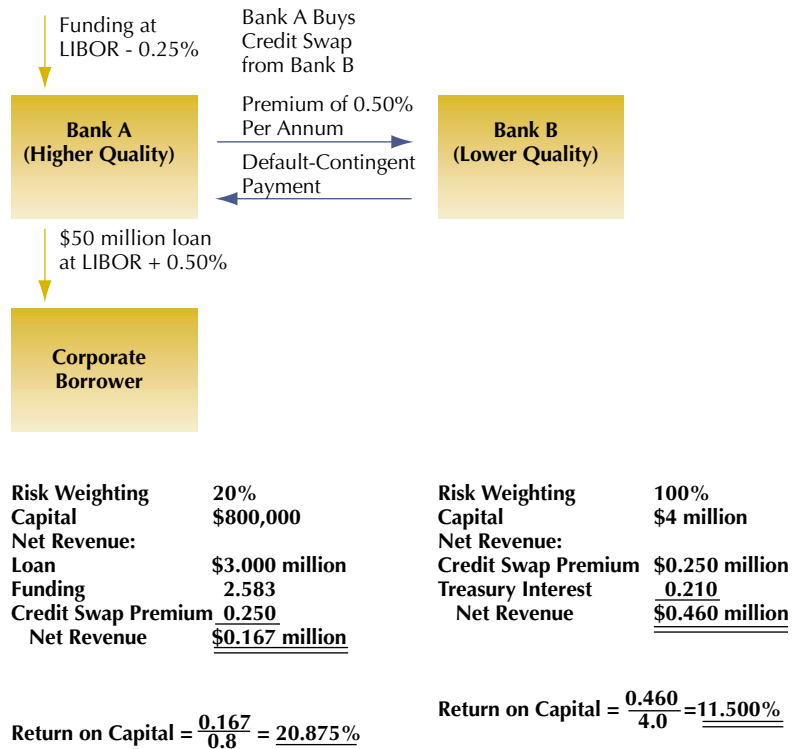 Funding at
LIBOR - 0.25%
Bank A Buys
Credit Swap
from Bank B
Bank A
(Higher Quality)
Premium of 0.50%
Per Annum
Default-Contingent
Payment
Bank B
(Lower Quality)
$50 million loan
at LIBOR + 0.50%
Corporate
Borrower
Risk Weighting 20%
Capital $800,000
Net Revenue:
Loan $3.000 million
Funding 2.583
Credit Swap Premium 0.250
Net Revenue $0.167 million
Return on Capital = 0.167 / 0.8 = 20.875%
Risk Weighting 100%
Capital $4 million
Net Revenue:
Credit Swap Premium $0.250 million
Treasury Interest 0.210
Net Revenue $0.460 million
Return on Capital = 0.460 / 4.0 = 11.500%